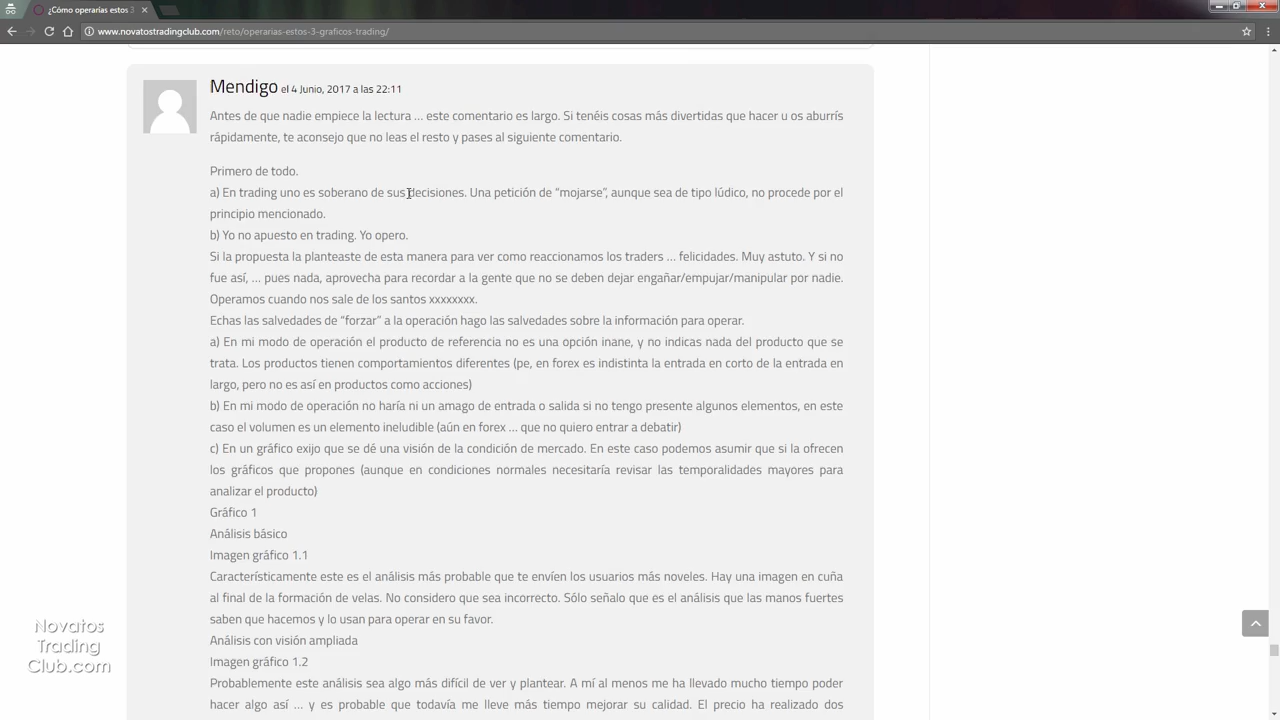 ¿Cómo operarías estos 3
www.novatostradingclub.com/reto/operarias-estos-3-graficos-trading/
Mendigo el 4 Junio, 2017 a las 22:11
Antes de que nadie empiece la lectura … este comentario es largo. Si tenéis cosas más divertidas que hacer u os aburrís
rápidamente, te aconsejo que no leas el resto y pases al siguiente comentario.
Primero de todo.
a) En trading uno es soberano de sus decisiones. Una petición de “mojarse”, aunque sea de tipo lúdico, no procede por el
principio mencionado.
b) Yo no apuesto en trading. Yo opero.
Si la propuesta la planteaste de esta manera para ver como reaccionamos los traders … felicidades. Muy astuto. Y si no
fue así, … pues nada, aprovecha para recordar a la gente que no se deben dejar engañar/empujar/manipular por nadie.
Operamos cuando nos sale de los santos xxxxxxxx.
Echas las salvedades de “forzar” a la operación hago las salvedades sobre la información para operar.
a) En mi modo de operación el producto de referencia no es una opción inane, y no indicas nada del producto que se
trata. Los productos tienen comportamientos diferentes (pe, en forex es indistinta la entrada en corto de la entrada en
largo, pero no es así en productos como acciones)
b) En mi modo de operación no haría ni un amago de entrada o salida si no tengo presente algunos elementos, en este
caso el volumen es un elemento ineludible (aún en forex … que no quiero entrar a debatir)
c) En un gráfico exijo que se dé una visión de la condición de mercado. En este caso podemos asumir que si la ofrecen
los gráficos que propones (aunque en condiciones normales necesitaría revisar las temporalidades mayores para
analizar el producto)
Gráfico 1
Análisis básico
Imagen gráfico 1.1
Característicamente este es el análisis más probable que te envíen los usuarios más noveles. Hay una imagen en cuña
al final de la formación de velas. No considero que sea incorrecto. Sólo señalo que es el análisis que las manos fuertes
saben que hacemos y lo usan para operar en su favor.
Análisis con visión ampliada
Imagen gráfico 1.2
Probablemente este análisis sea algo más difícil de ver y plantear. A mí al menos me ha llevado mucho tiempo poder
hacer algo así … y es probable que todavía me lleve más tiempo mejorar su calidad. El precio ha realizado dos
Novatos
Trading
Club.com